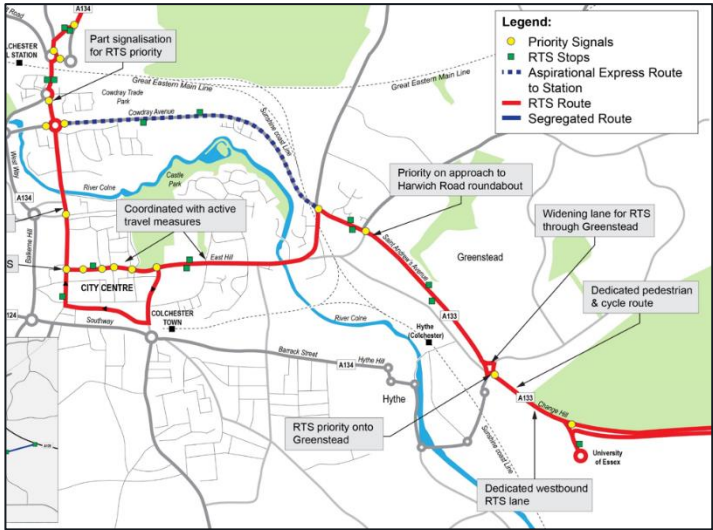 A134
Part signalisation
for RTS priority
Legend:
Priority Signals
RTS Stops
Aspirational Express Route
to Station
RTS Route
Segregated Route
OLCHESTER
L STATION
Great Eastern Main Line
Great Eastern Main Line
Cowdray Trade
Park
Cowdray Avenue
Sunshine coast Line
West Way
River Colne
Castle
Park
A134
Priority on approach to
Harwich Road roundabout
Coordinated with active
travel measures
Widening lane for RTS
through Greenstead
Balkerne Hill
East Hill
Saint Andrew's Avenue
Greenstead
S
CITY CENTRE
Dedicated pedestrian
& cycle route
COLCHESTER
TOWN
124
Southway
River Colne
A133
Hythe
(Colchester)
Barrack Street
A134
Hythe Hill
Hythe
A133
Clingoe Hill
RTS priority onto
Greenstead
Sunshine coast Line
University
of Essex
Dedicated westbound
RTS lane